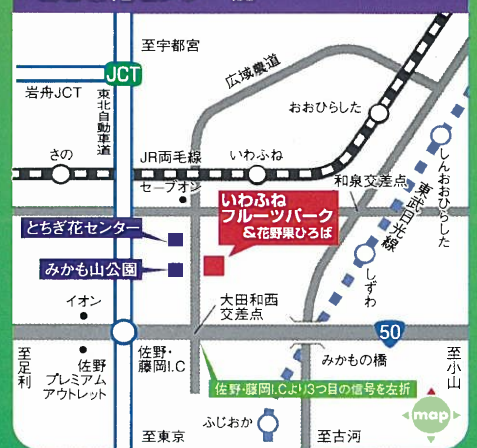 至宇都宮
広域農道
JCT
岩舟JCT
東北自動車道
おおひらした
しんおおひらした
さの
JR両毛線
いわふね
セーブオン
和泉交差点
東武日光線
いわふね
フルーツパーク
&花野果ひろば
とちぎ花センター
みかも山公園
しずわ
イオン
大田和西
交差点
50
至足利
佐野
プレミアム
アウトレット
佐野・
藤岡I.C
みかもの橋
至小山
佐野・藤岡I.Cより3つ目の信号を左折
map
ふじおか
至東京
至古河